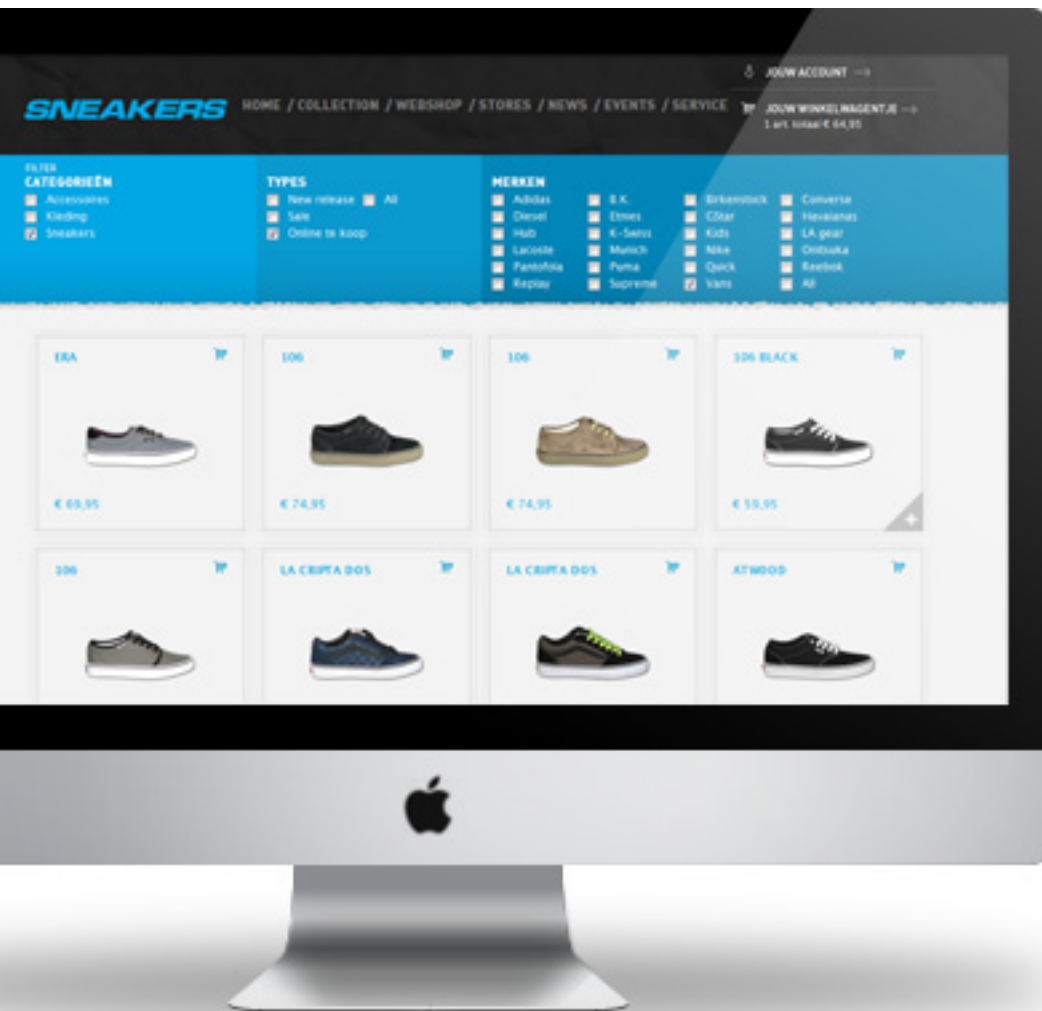 JOUW ACCOUNT
SNEAKERS
HOME / COLLECTION / WEBSHOP / STORES / NEWS / EVENTS / SERVICE
JOUW WINKELWAGENTJE
1 art. totaal € 64,95
FILTER
CATEGORIEËN
Accessoires
Kleding
Sneakers
TYPES
New release All
Sale
Online te koop
MERKEN
Adidas B.K. Birkenstock Converse
Diesel Etnies GStar Havaianas
Hub K-Swiss Kids LA gear
Lacoste Munich Nike Onitsuka
Pantofola Puma Quick Reebok
Replay Supreme Vans All
ERA 106 106 106 BLACK
€ 69,95 € 74,95 € 74,95 € 59,95
106 LA CRIPTA DOS LA CRIPTA DOS ATWOOD